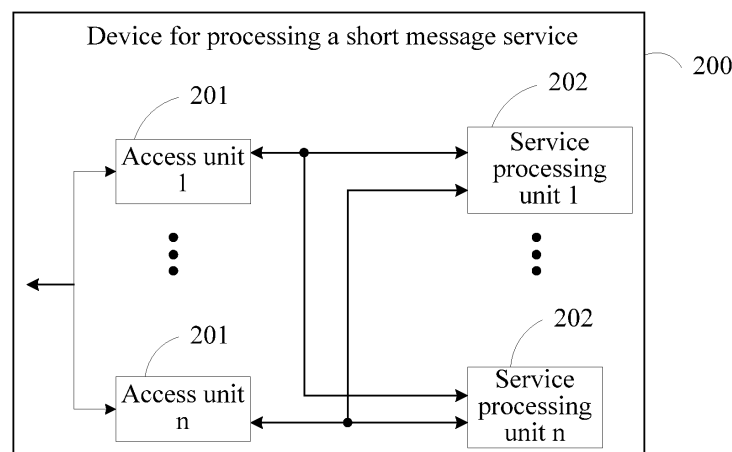 Device for processing a short message service
200
201
202
Access unit
1
Service
processing
unit 1
201
202
Access unit
n
Service
processing
unit n